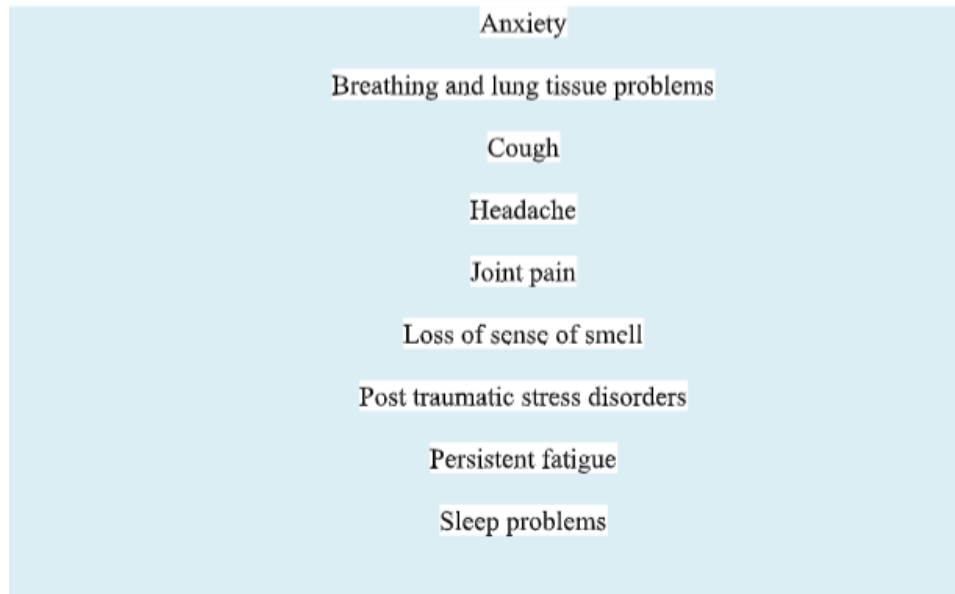 Anxiety
Breathing and lung tissue problems
Cough
Headache
Joint pain
Loss of sense of smell
Post traumatic stress disorders
Persistent fatigue
Sleep problems